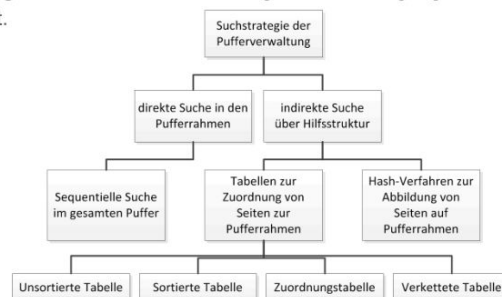 t.
Suchstrategie der
Pufferverwaltung
direkte Suche in den
Pufferrahmen
indirekte Suche
über Hilfsstruktur
Sequentielle Suche
im gesamten Puffer
Tabellen zur
Zuordnung von
Seiten zur
Pufferrahmen
Hash-Verfahren zur
Abbildung von
Seiten auf
Pufferrahmen
Unsortierte Tabelle
Sortierte Tabelle
Zuordnungstabelle
Verkettete Tabelle